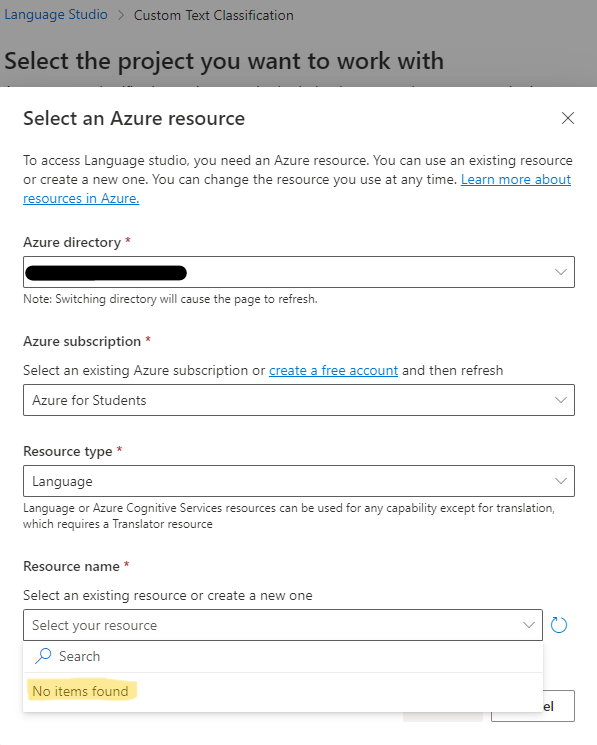 Language Studio > Custom Text Classification
Select the project you want to work with
Select an Azure resource
To access Language studio, you need an Azure resource. You can use an existing resource
or create a new one. You can change the resource you use at any time. Learn more about
resources in Azure.
Azure directory *
Note: Switching directory will cause the page to refresh.
Azure subscription *
Select an existing Azure subscription or create a free account and then refresh
Azure for Students
Resource type *
Language
Language or Azure Cognitive Services resources can be used for any capability except for translation,
which requires a Translator resource
Resource name *
Select an existing resource or create a new one
Select your resource
Search
No items found